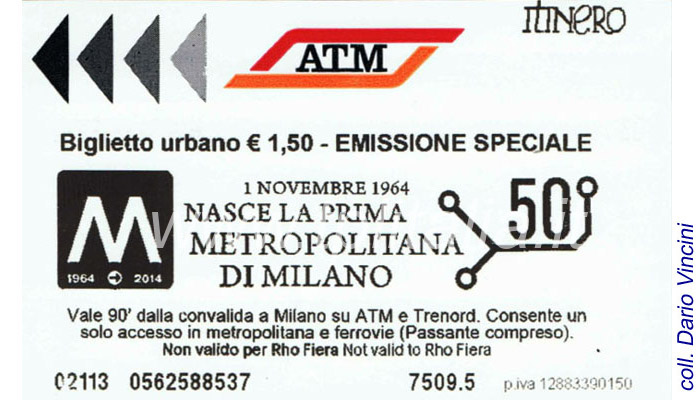 ITINERO
ATM
Biglietto urbano € 1,50 - EMISSIONE SPECIALE
M
1964 2014
1 NOVEMBRE 1964
NASCE LA PRIMA
METROPOLITANA
DI MILANO
50
Vale 90' dalla convalida a Milano su ATM e Trenord. Consente un
solo accesso in metropolitana e ferrovie (Passante compreso).
Non valido per Rho Fiera Not valid to Rho Fiera
02113 0562588537 7509.5 p.iva 12883390150
coll. Dario Vincini